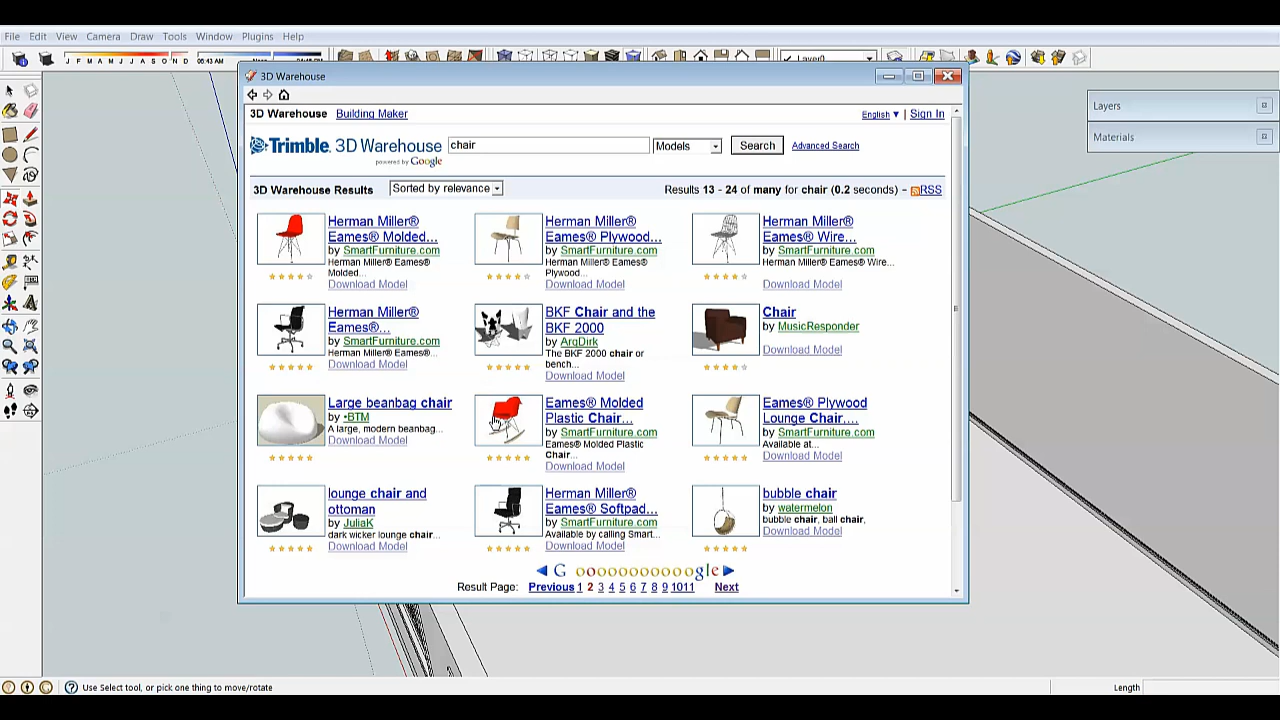 File Edit View Camera Draw Tools Window Plugins Help
3D Warehouse
J F M A M J J A S O N D
06:43 AM
Layer0
3D Warehouse Building Maker
English ▼ | Sign In
Trimble. 3D Warehouse
powered by Google
chair
Models
Search
Advanced Search
3D Warehouse Results
Sorted by relevance
Results 13 - 24 of many for chair (0.2 seconds) - RSS
Herman Miller®
Eames® Molded...
by SmartFurniture.com
Herman Miller® Eames®
Molded...
Download Model
Herman Miller®
Eames® Plywood...
by SmartFurniture.com
Herman Miller® Eames®
Plywood...
Download Model
Herman Miller®
Eames® Wire...
by SmartFurniture.com
Herman Miller® Eames® Wire...
Download Model
Herman Miller®
Eames®...
by SmartFurniture.com
Herman Miller® Eames®...
Download Model
BKF Chair and the
BKF 2000
by ArqDirk
The BKF 2000 chair or
bench...
Download Model
Chair
by MusicResponder
Download Model
Large beanbag chair
by •BTM
A large, modern beanbag...
Download Model
Eames® Molded
Plastic Chair...
by SmartFurniture.com
Eames® Molded Plastic
Chair...
Download Model
Eames® Plywood
Lounge Chair....
by SmartFurniture.com
Available at...
Download Model
lounge chair and
ottoman
by JuliaK
dark wicker lounge chair...
Download Model
Herman Miller®
Eames® Softpad...
by SmartFurniture.com
Available by calling Smart...
Download Model
bubble chair
by watermelon
bubble chair, ball chair,
Download Model
G oooooooooooogle
Result Page: Previous 1 2 3 4 5 6 7 8 9 10 11 Next
Layers
Materials
Use Select tool, or pick one thing to move/rotate
Length